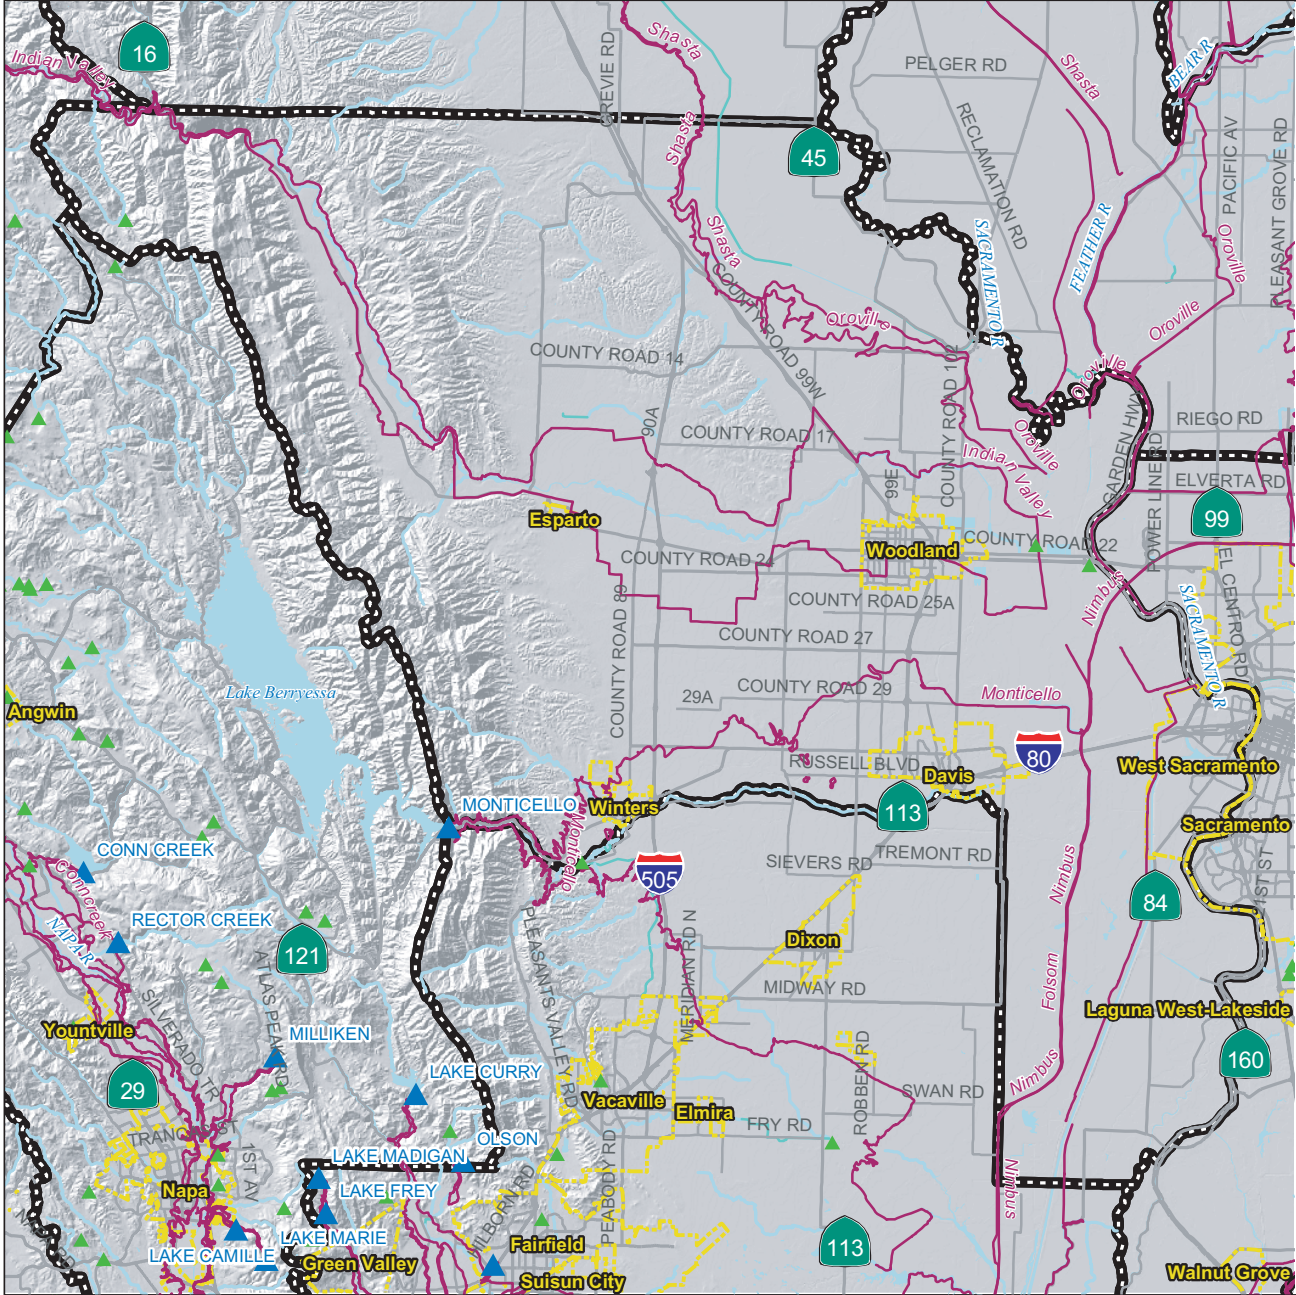 16
Indian Valley
Shasta
GREVIE RD
PELGER RD
Shasta
BEAR R
Shasta
45
RECLAMATION RD
PACIFIC AV
PLEASANT GROVE RD
Shasta
SACRAMENTO R
FEATHER R
Oroville
COUNTY ROAD 99W
Oroville
Oroville
COUNTY ROAD 14
COUNTY ROAD 102
Oroville
90A
COUNTY ROAD 17
Oroville
GARDEN HWY
RIEGO RD
POWER LINE RD
Indian Valley
99E
ELVERTA RD
99
Esparto
Woodland
COUNTY ROAD 22
COUNTY ROAD 24
EL CENTRO RD
COUNTY ROAD 89
COUNTY ROAD 25A
Nimbus
SACRAMENTO R
COUNTY ROAD 27
Lake Berryessa
COUNTY ROAD 29
29A
Monticello
Angwin
80
RUSSELL BLVD
Davis
West Sacramento
MONTICELLO
Winters
113
Sacramento
Monticello
CONN CREEK
Conncreek
505
SIEVERS RD
TREMONT RD
Nimbus
84
RECTOR CREEK
NAPA R
121
ATLAS PEAK RD
PLEASANTS VALLEY RD
MERIDIAN RD N
Dixon
MIDWAY RD
Folsom
SILVERADO TR
Yountville
MILLIKEN
Laguna West-Lakeside
29
LAKE CURRY
160
Vacaville
Elmira
ROBBEN RD
SWAN RD
Nimbus
FRY RD
TRANCAS ST
1ST AV
OLSON
LAKE MADIGAN
LAKE FREY
Napa
PEABODY RD
Nimbus
LAKE CAMILLE
LAKE MARIE
Green Valley
Fairfield
Suisun City
113
Walnut Grove